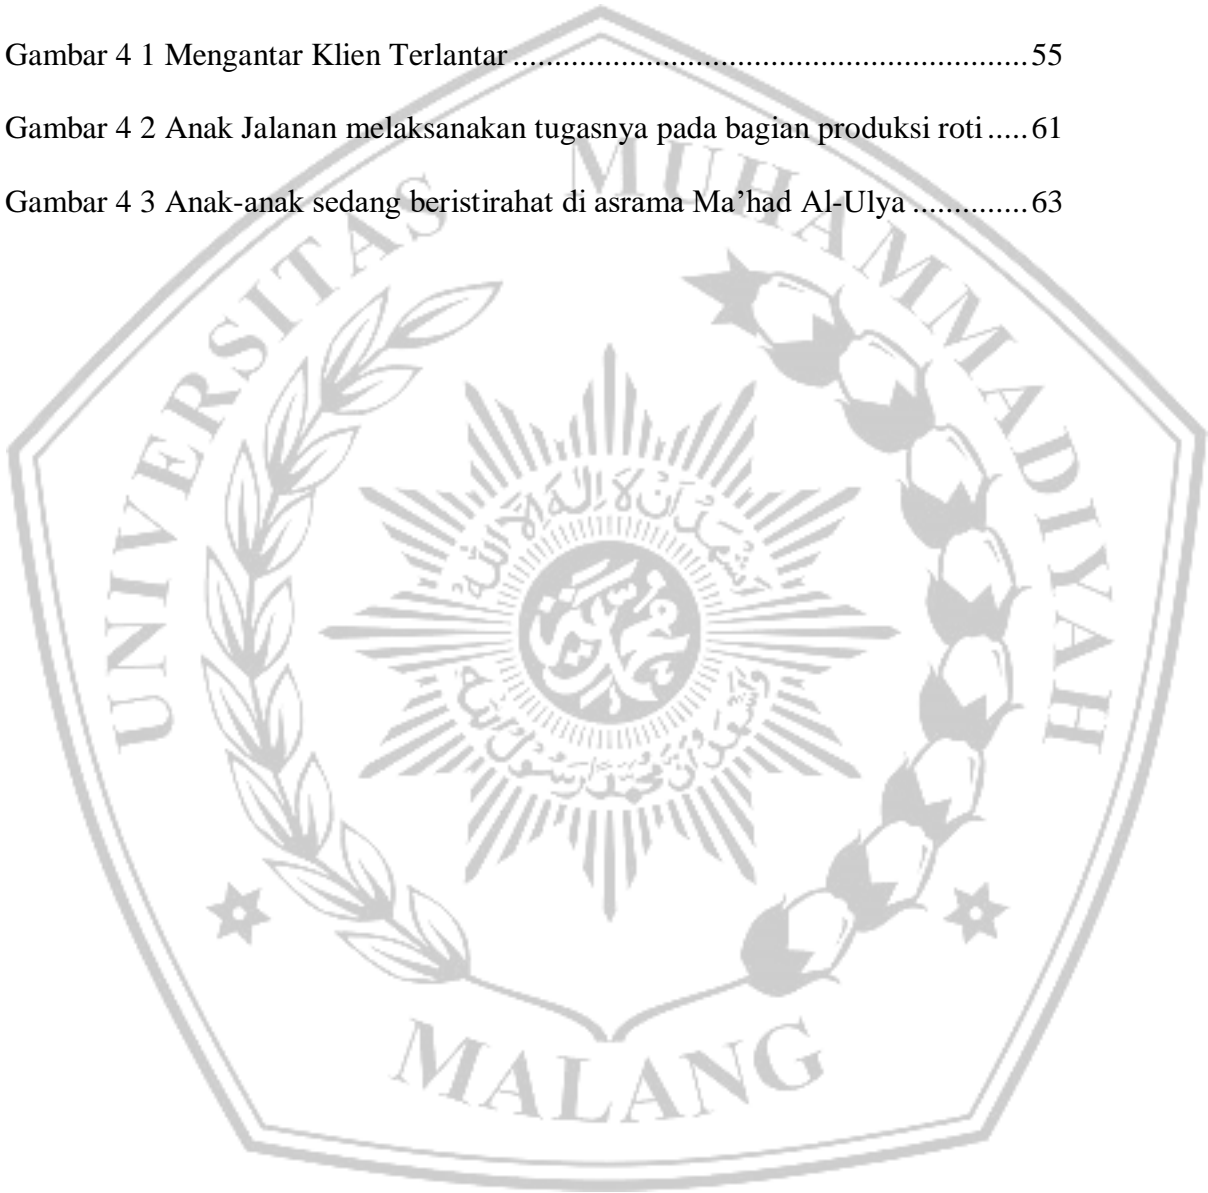 Gambar 4 1 Mengantar Klien Terlantar ............................................................. 55
Gambar 4 2 Anak Jalanan melaksanakan tugasnya pada bagian produksi roti ..... 61
Gambar 4 3 Anak-anak sedang beristirahat di asrama Ma’had Al-Ulya .............. 63
UNIVERSITAS MUHAMMADIYAH
MALANG